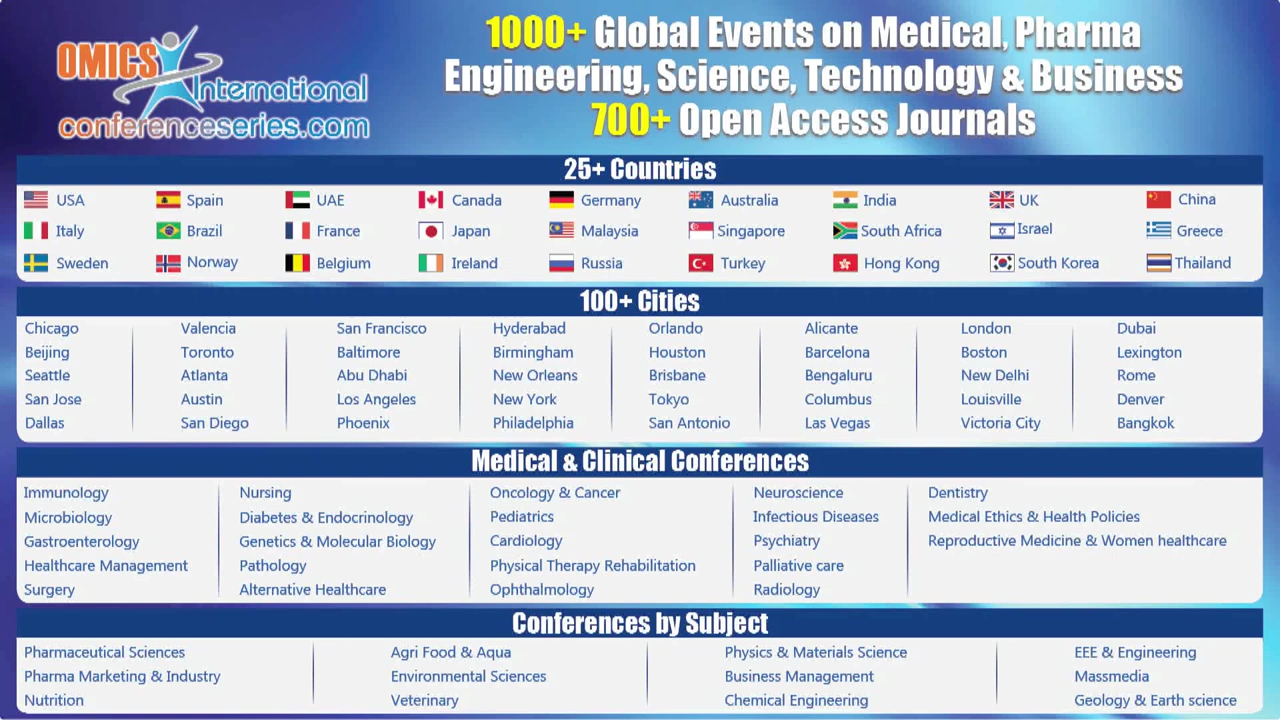 OMICS International
conferenceseries.com
1000+ Global Events on Medical, Pharma
Engineering, Science, Technology & Business
700+ Open Access Journals
25+ Countries
USA Spain UAE Canada Germany Australia India UK China
Italy Brazil France Japan Malaysia Singapore South Africa Israel Greece
Sweden Norway Belgium Ireland Russia Turkey Hong Kong South Korea Thailand
100+ Cities
Chicago Valencia San Francisco Hyderabad Orlando Alicante London Dubai
Beijing Toronto Baltimore Birmingham Houston Barcelona Boston Lexington
Seattle Atlanta Abu Dhabi New Orleans Brisbane Bengaluru New Delhi Rome
San Jose Austin Los Angeles New York Tokyo Columbus Louisville Denver
Dallas San Diego Phoenix Philadelphia San Antonio Las Vegas Victoria City Bangkok
Medical & Clinical Conferences
Immunology Nursing Oncology & Cancer Neuroscience Dentistry
Microbiology Diabetes & Endocrinology Pediatrics Infectious Diseases Medical Ethics & Health Policies
Gastroenterology Genetics & Molecular Biology Cardiology Psychiatry Reproductive Medicine & Women healthcare
Healthcare Management Pathology Physical Therapy Rehabilitation Palliative care
Surgery Alternative Healthcare Ophthalmology Radiology
Conferences by Subject
Pharmaceutical Sciences Agri Food & Aqua Physics & Materials Science EEE & Engineering
Pharma Marketing & Industry Environmental Sciences Business Management Massmedia
Nutrition Veterinary Chemical Engineering Geology & Earth science